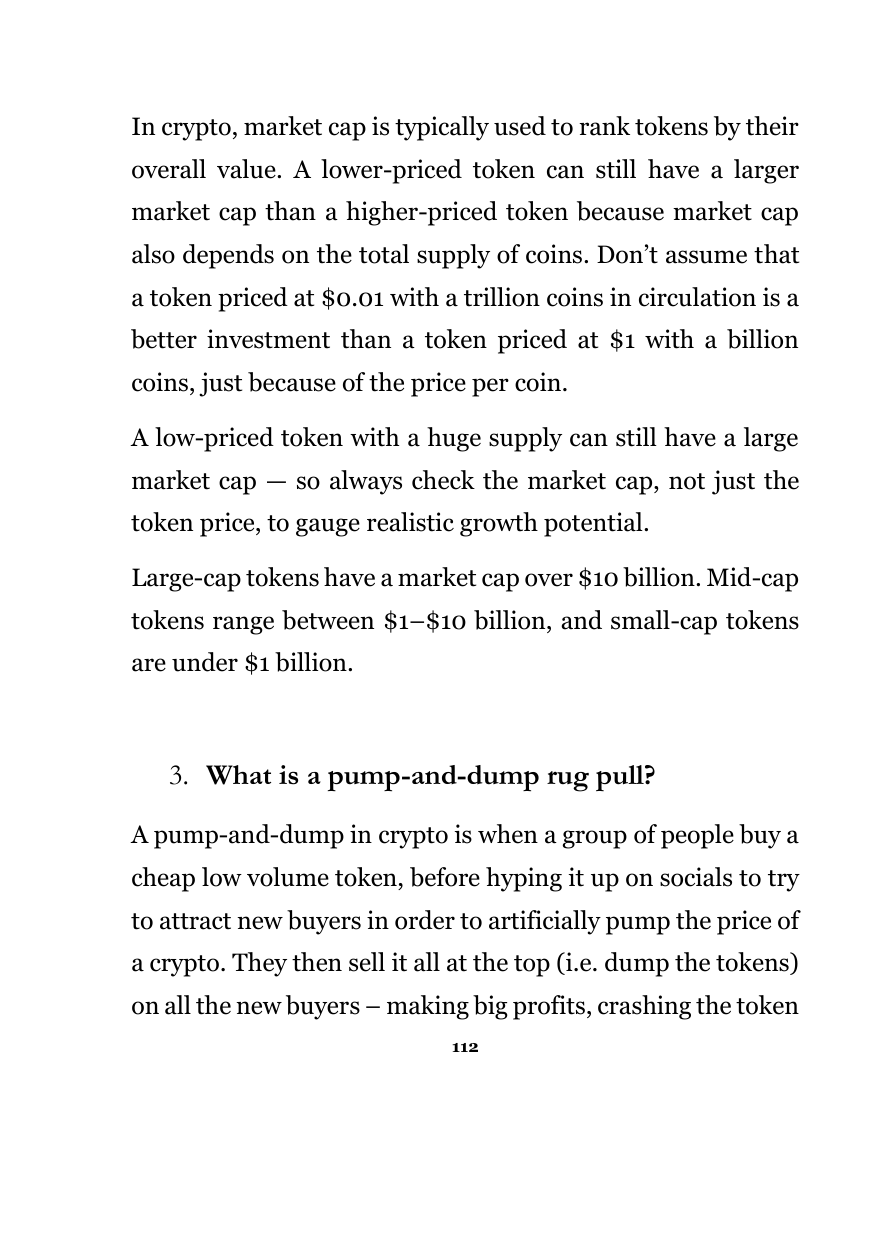 In crypto, market cap is typically used to rank tokens by their
overall value. A lower-priced token can still have a larger
market cap than a higher-priced token because market cap
also depends on the total supply of coins. Don’t assume that
a token priced at $0.01 with a trillion coins in circulation is a
better investment than a token priced at $1 with a billion
coins, just because of the price per coin.
A low-priced token with a huge supply can still have a large
market cap — so always check the market cap, not just the
token price, to gauge realistic growth potential.
Large-cap tokens have a market cap over $10 billion. Mid-cap
tokens range between $1–$10 billion, and small-cap tokens
are under $1 billion.
3. What is a pump-and-dump rug pull?
A pump-and-dump in crypto is when a group of people buy a
cheap low volume token, before hyping it up on socials to try
to attract new buyers in order to artificially pump the price of
a crypto. They then sell it all at the top (i.e. dump the tokens)
on all the new buyers – making big profits, crashing the token
112